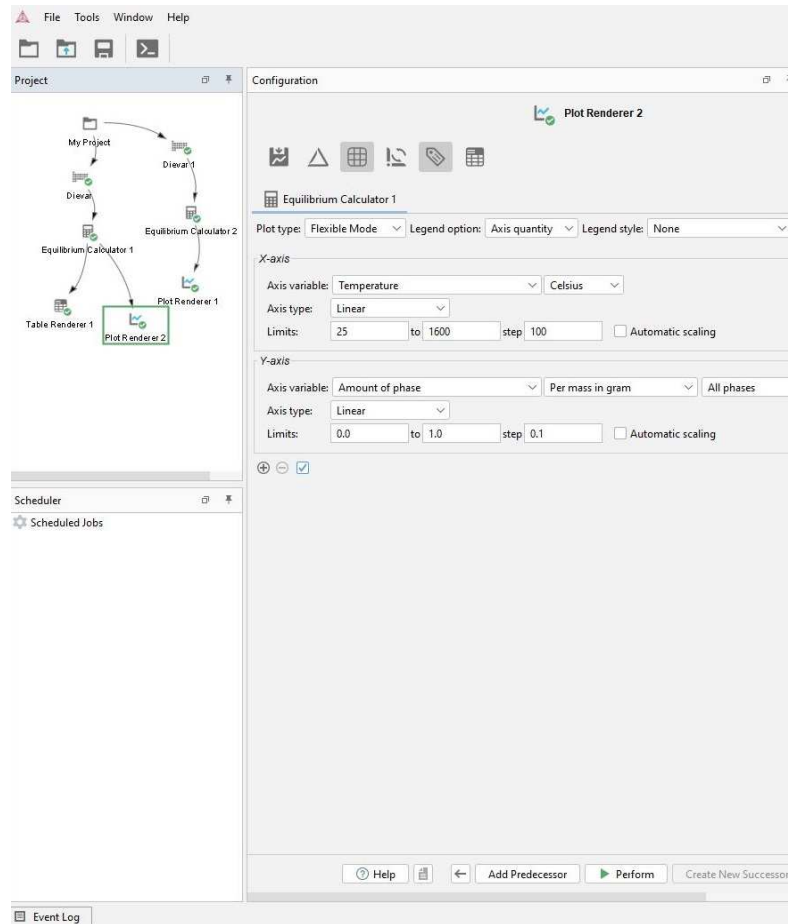 File Tools Window Help
Project
My Project
Dievar 1
Dievar
Equilibrium Calculator 2
Equilibrium Calculator 1
Plot Renderer 1
Table Renderer 1
Plot Renderer 2
Scheduler
Scheduled Jobs
Configuration
Plot Renderer 2
Equilibrium Calculator 1
Plot type: Flexible Mode Legend option: Axis quantity Legend style: None
X-axis
Axis variable: Temperature Celsius
Axis type: Linear
Limits: 25 to 1600 step 100 Automatic scaling
Y-axis
Axis variable: Amount of phase Per mass in gram All phases
Axis type: Linear
Limits: 0.0 to 1.0 step 0.1 Automatic scaling
Help Add Predecessor Perform Create New Successor
Event Log